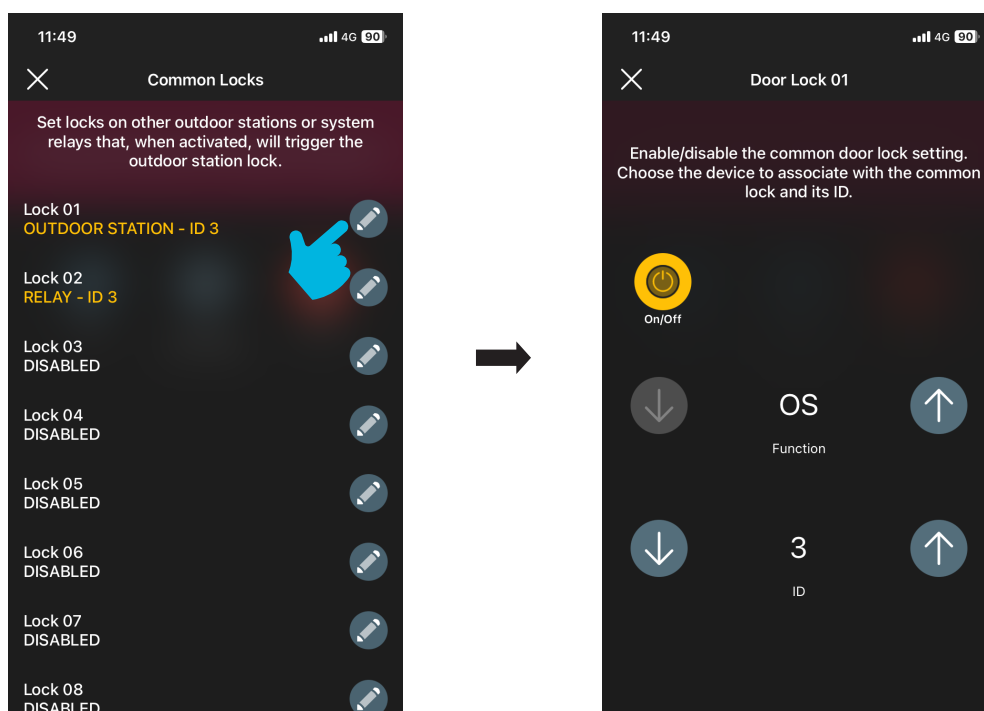 11:49
4G 90
Common Locks
Set locks on other outdoor stations or system
relays that, when activated, will trigger the
outdoor station lock.
Lock 01
OUTDOOR STATION - ID 3
Lock 02
RELAY - ID 3
Lock 03
DISABLED
Lock 04
DISABLED
Lock 05
DISABLED
Lock 06
DISABLED
Lock 07
DISABLED
Lock 08
DISABLED
11:49
4G 90
Door Lock 01
Enable/disable the common door lock setting.
Choose the device to associate with the common
lock and its ID.
On/Off
OS
Function
3
ID